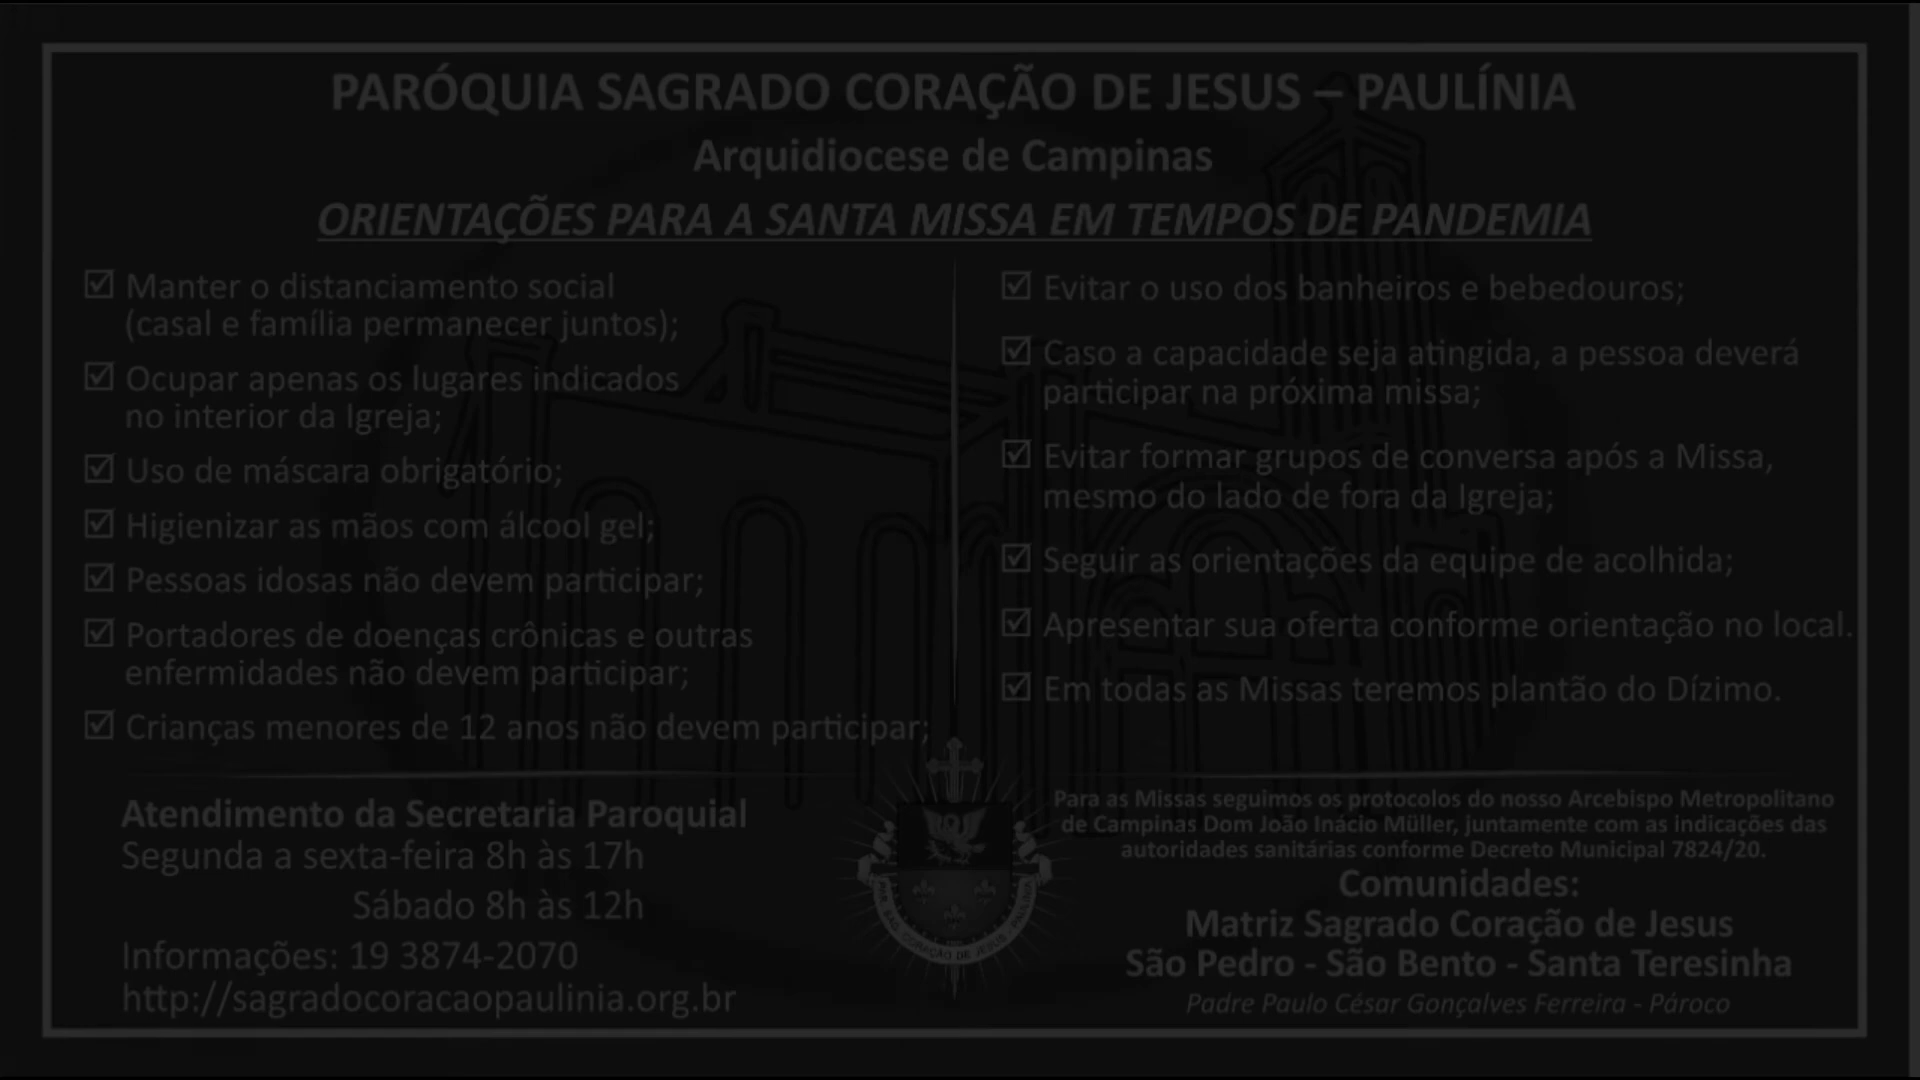 PARÓQUIA SAGRADO CORAÇÃO DE JESUS – PAULÍNIA
Arquidiocese de Campinas
ORIENTAÇÕES PARA A SANTA MISSA EM TEMPOS DE PANDEMIA
Manter o distanciamento social
(casal e família permanecer juntos);
Ocupar apenas os lugares indicados
no interior da Igreja;
Uso de máscara obrigatório;
Higienizar as mãos com álcool gel;
Pessoas idosas não devem participar;
Portadores de doenças crônicas e outras
enfermidades não devem participar;
Crianças menores de 12 anos não devem participar;
Evitar o uso dos banheiros e bebedouros;
Caso a capacidade seja atingida, a pessoa deverá
participar na próxima missa;
Evitar formar grupos de conversa após a Missa,
mesmo do lado de fora da Igreja;
Seguir as orientações da equipe de acolhida;
Apresentar sua oferta conforme orientação no local.
Em todas as Missas teremos plantão do Dízimo.
Atendimento da Secretaria Paroquial
Segunda a sexta-feira 8h às 17h
Sábado 8h às 12h
Informações: 19 3874-2070
http://sagradocoracaopaulinia.org.br
PAR. SAGR. CORAÇÃO DE JESUS PAULÍNIA
Para as Missas seguimos os protocolos do nosso Arcebispo Metropolitano
de Campinas Dom João Inácio Müller, juntamente com as indicações das
autoridades sanitárias conforme Decreto Municipal 7824/20.
Comunidades:
Matriz Sagrado Coração de Jesus
São Pedro - São Bento - Santa Teresinha
Padre Paulo César Gonçalves Ferreira - Pároco